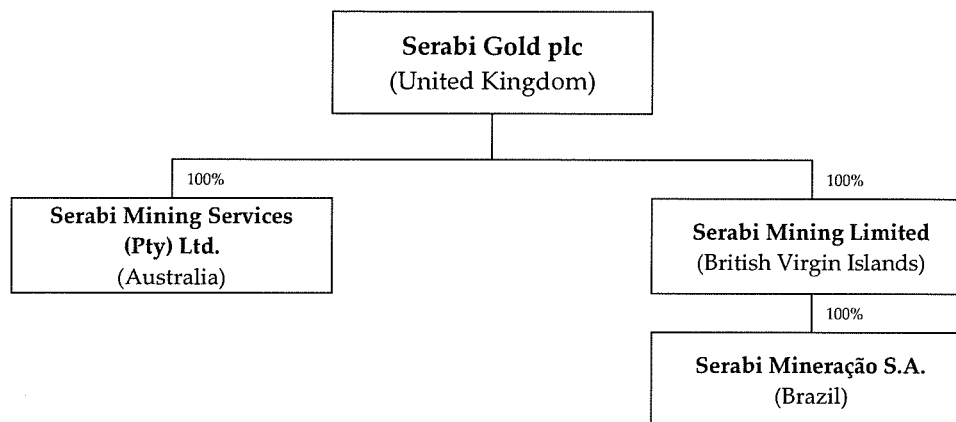 Serabi Gold plc
(United Kingdom)
100%
100%
Serabi Mining Services
(Pty) Ltd.
(Australia)
Serabi Mining Limited
(British Virgin Islands)
100%
Serabi Mineração S.A.
(Brazil)